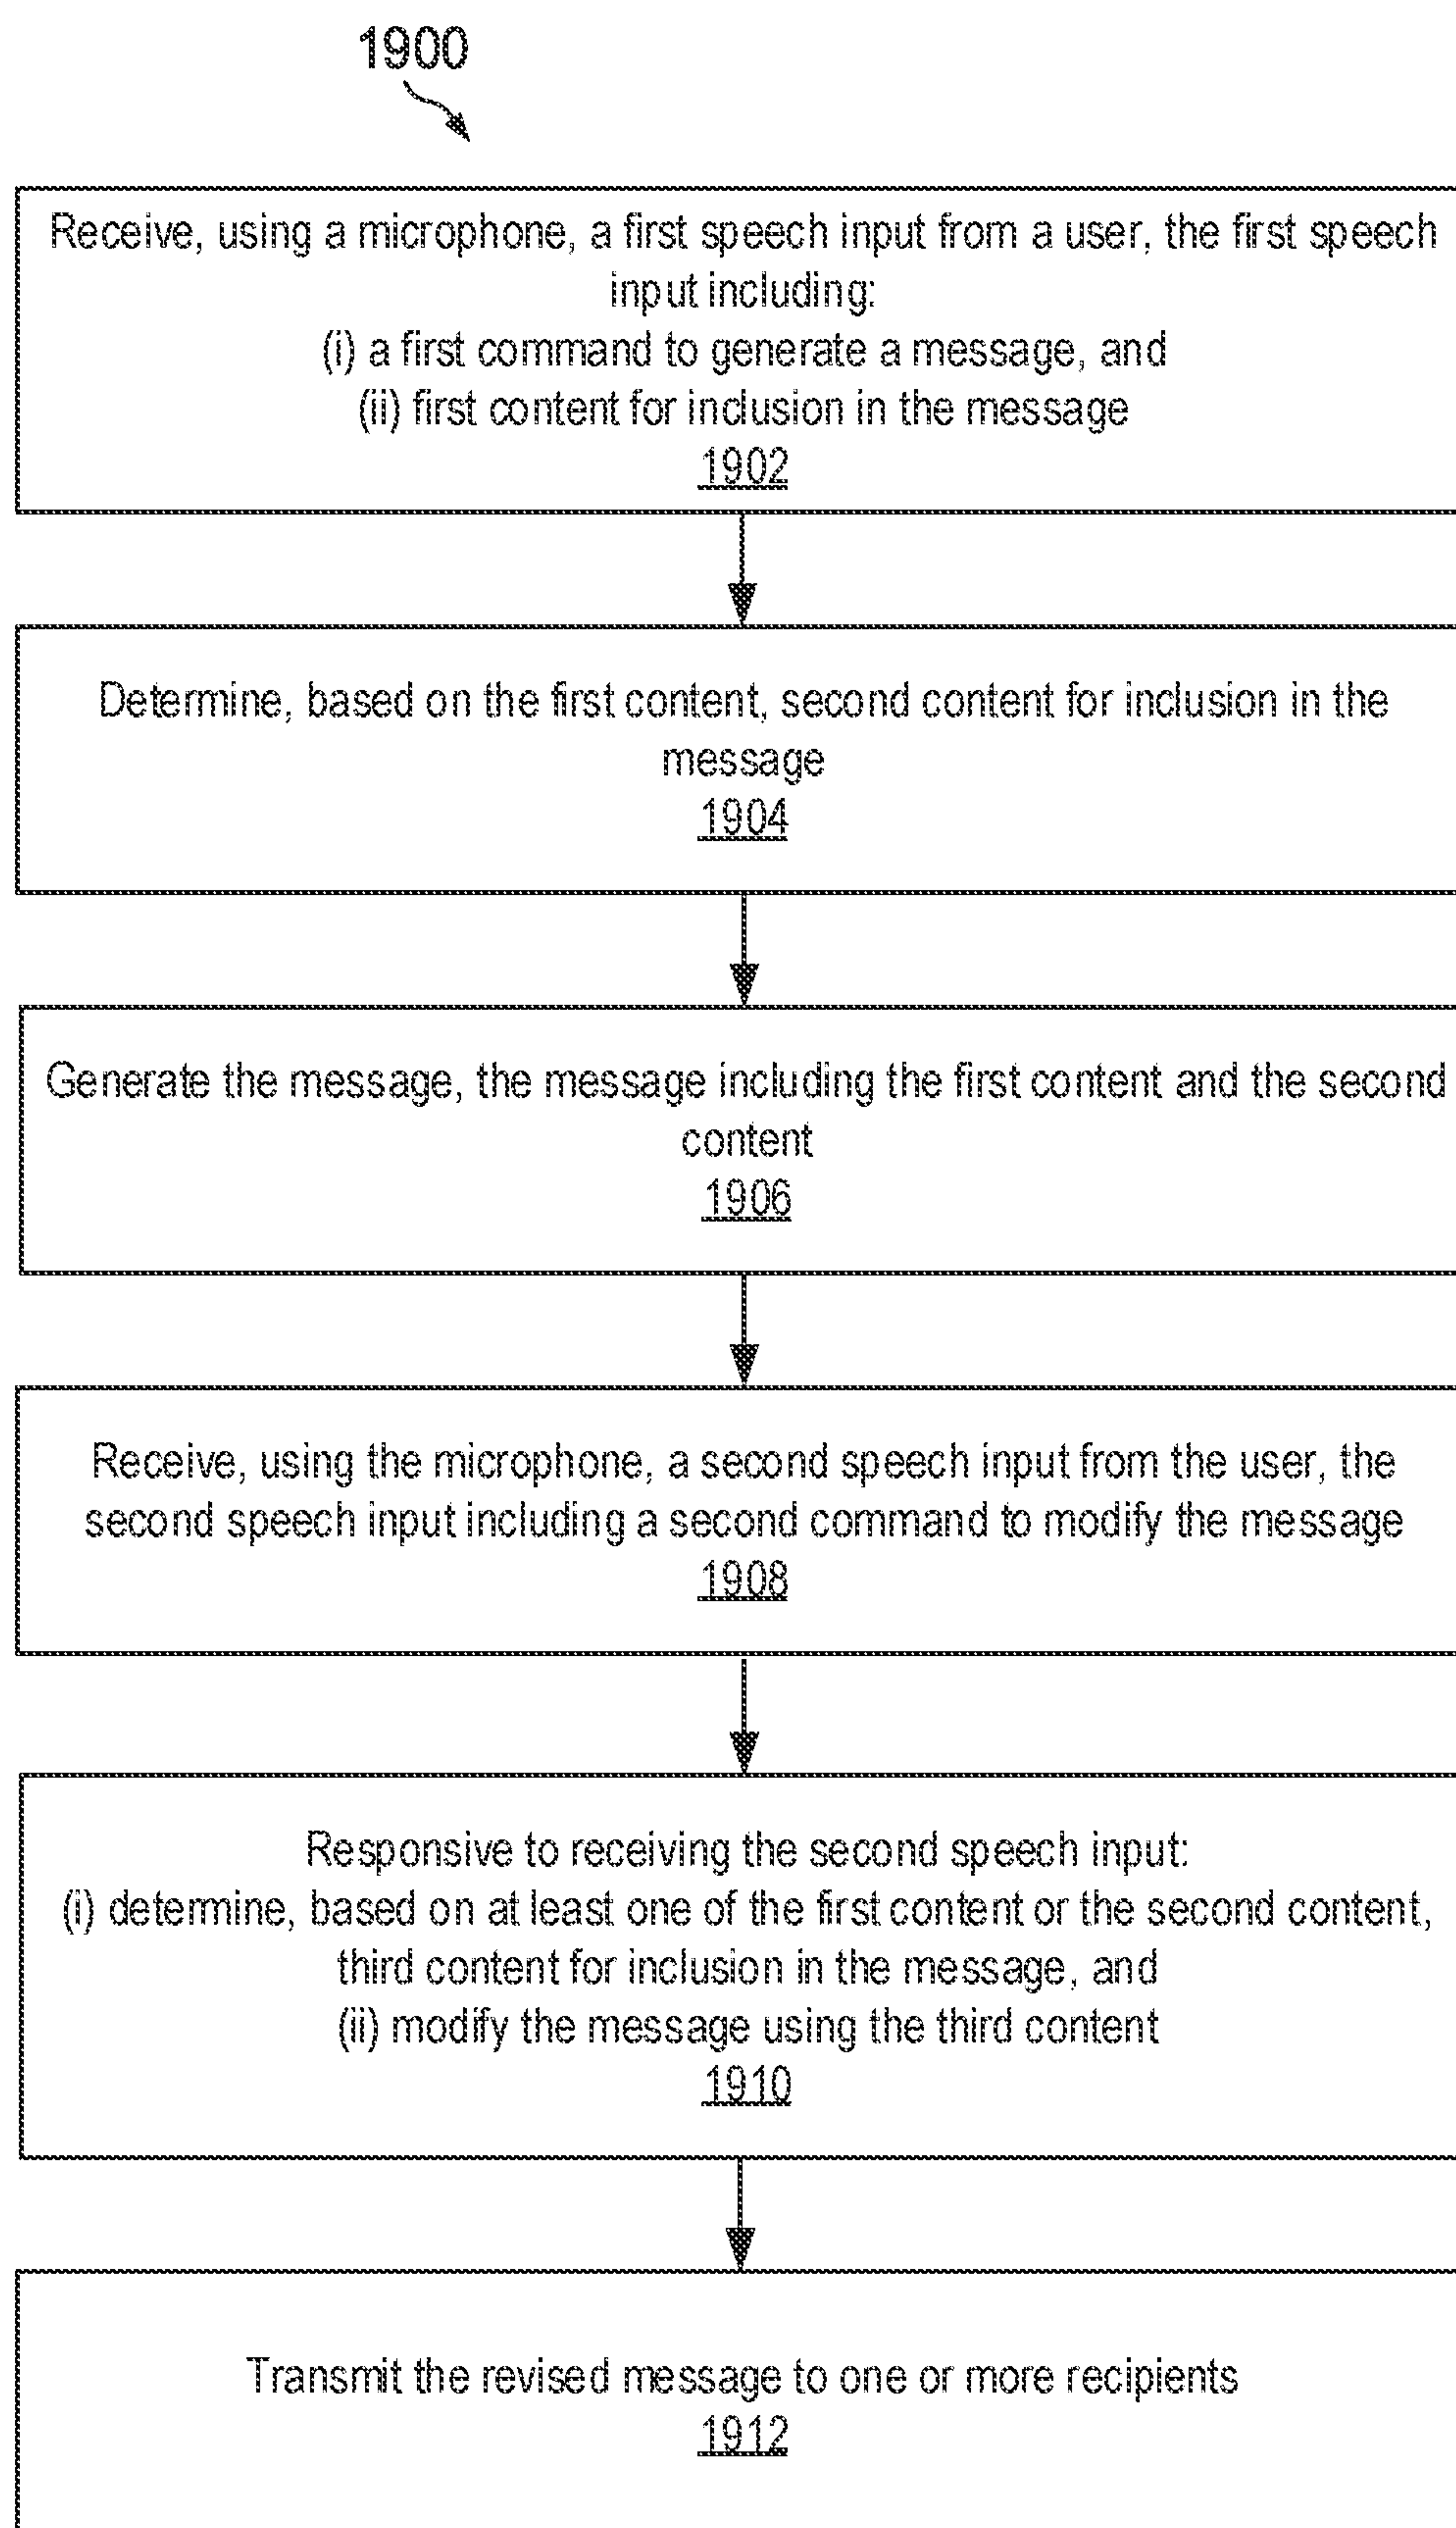 1900
Receive, using a microphone, a first speech input from a user, the first speech
input including:
(i) a first command to generate a message, and
(ii) first content for inclusion in the message
1902
Determine, based on the first content, second content for inclusion in the
message
1904
Generate the message, the message including the first content and the second
content
1906
Receive, using the microphone, a second speech input from the user, the
second speech input including a second command to modify the message
1908
Responsive to receiving the second speech input:
(i) determine, based on at least one of the first content or the second content,
third content for inclusion in the message, and
(ii) modify the message using the third content
1910
Transmit the revised message to one or more recipients
1912